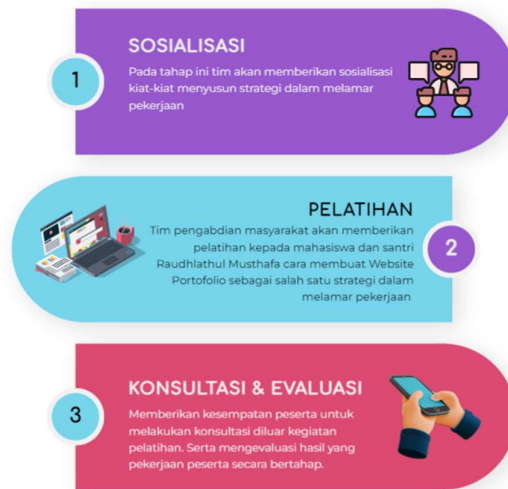 SOSIALISASI
1
Pada tahap ini tim akan memberikan sosialisasi
kiat-kiat menyusun strategi dalam melamar
pekerjaan
PELATIHAN
Tim pengabdian masyarakat akan memberikan
pelatihan kepada mahasiswa dan santri
2
Raudhlathul Musthafa cara membuat Website
Portofolio sebagai salah satu strategi dalam
melamar pekerjaan
KONSULTASI & EVALUASI
3
Memberikan kesempatan peserta untuk
melakukan konsultasi diluar kegiatan
pelatihan. Serta mengevaluasi hasil yang
pekerjaan peserta secara bertahap.